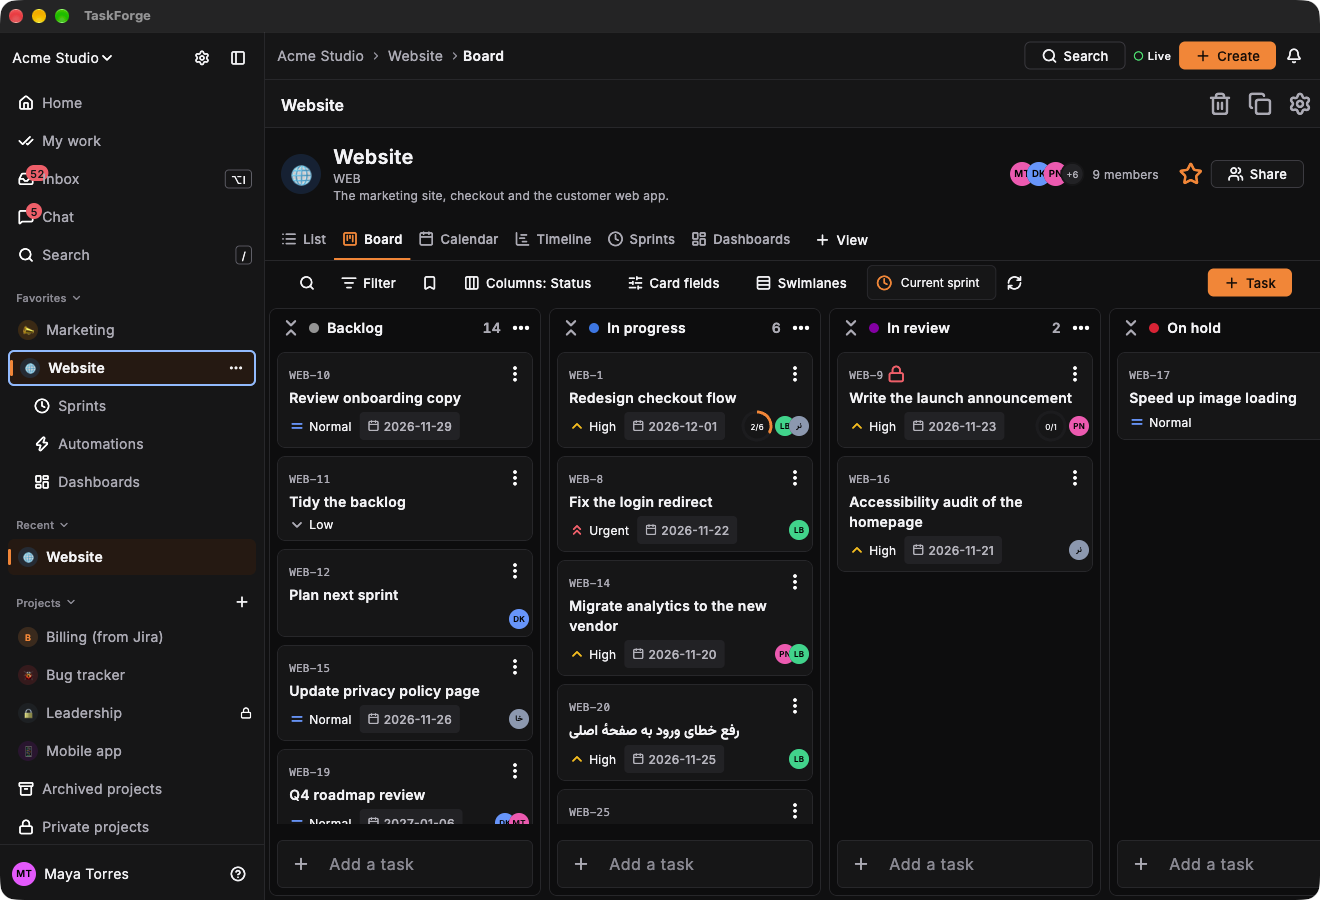 TaskForge
Acme Studio
Home
My work
52
Inbox
⌥I
5
Chat
Search
/
Favorites
Marketing
Website
Sprints
Automations
Dashboards
Recent
Website
Projects
B
Billing (from Jira)
Bug tracker
Leadership
Mobile app
Archived projects
Private projects
MT
Maya Torres
Acme Studio > Website > Board
Search
Live
+ Create
Website
Website
WEB
The marketing site, checkout and the customer web app.
MT DK PN +6
9 members
Share
List
Board
Calendar
Timeline
Sprints
Dashboards
+ View
Filter
Columns: Status
Card fields
Swimlanes
Current sprint
+ Task
Backlog 14
WEB-10
Review onboarding copy
Normal 2026-11-29
WEB-11
Tidy the backlog
Low
WEB-12
Plan next sprint
DK
WEB-15
Update privacy policy page
Normal 2026-11-26
WEB-19
Q4 roadmap review
Normal 2027-01-06 DK MT
+ Add a task
In progress 6
WEB-1
Redesign checkout flow
High 2026-12-01 2/6 LB
WEB-8
Fix the login redirect
Urgent 2026-11-22 LB
WEB-14
Migrate analytics to the new
vendor
High 2026-11-20 PN LB
WEB-20
رفع خطای ورود به صفحهٔ اصلی
High 2026-11-25 LB
WEB-25
+ Add a task
In review 2
WEB-9
Write the launch announcement
High 2026-11-23 0/1 PN
WEB-16
Accessibility audit of the
homepage
High 2026-11-21
+ Add a task
On hold
WEB-17
Speed up image loading
Normal
+ Add a task